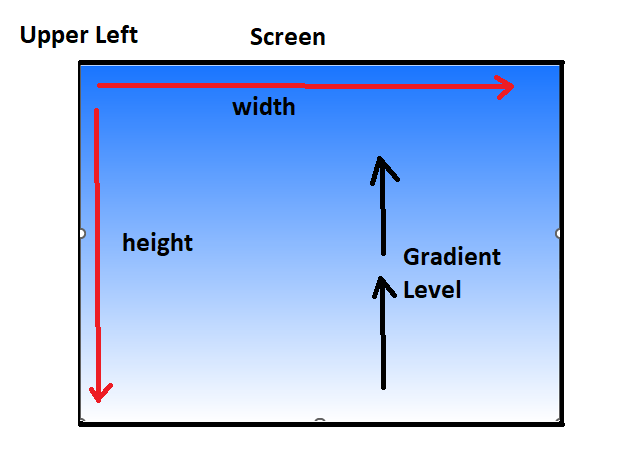 Upper Left
Screen
width
height
Gradient
Level